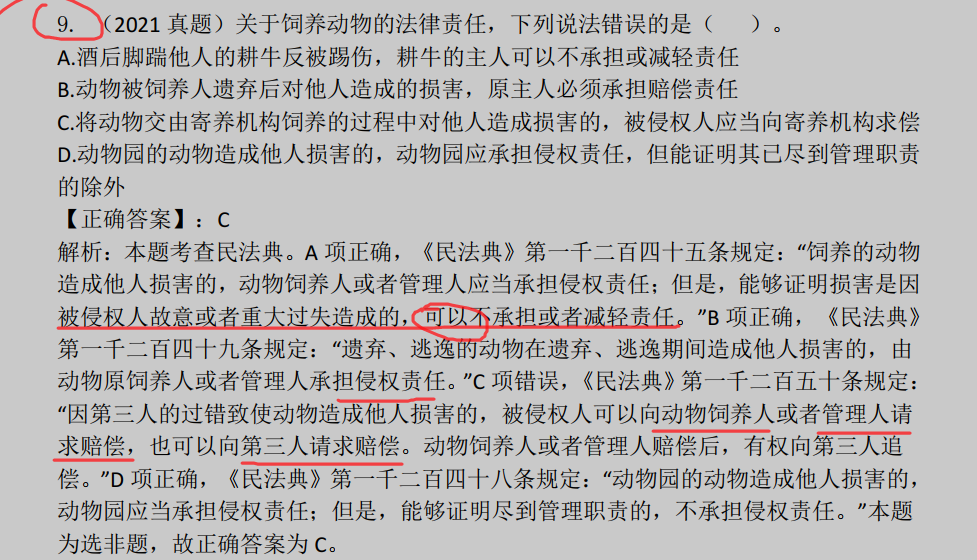 9. （2021 真题）关于饲养动物的法律责任，下列说法错误的是（ ）。
A.酒后脚踹他人的耕牛反被踢伤，耕牛的主人可以不承担或减轻责任
B.动物被饲养人遗弃后对他人造成的损害，原主人必须承担赔偿责任
C.将动物交由寄养机构饲养的过程中对他人造成损害的，被侵权人应当向寄养机构求偿
D.动物园的动物造成他人损害的，动物园应承担侵权责任，但能证明其已尽到管理职责
的除外
【正确答案】：C
解析：本题考查民法典。A 项正确，《民法典》第一千二百四十五条规定：“饲养的动物
造成他人损害的，动物饲养人或者管理人应当承担侵权责任；但是，能够证明损害是因
被侵权人故意或者重大过失造成的，可以不承担或者减轻责任。”B 项正确，《民法典》
第一千二百四十九条规定：“遗弃、逃逸的动物在遗弃、逃逸期间造成他人损害的，由
动物原饲养人或者管理人承担侵权责任。”C 项错误，《民法典》第一千二百五十条规定：
“因第三人的过错致使动物造成他人损害的，被侵权人可以向动物饲养人或者管理人请
求赔偿，也可以向第三人请求赔偿。动物饲养人或者管理人赔偿后，有权向第三人追
偿。”D 项正确，《民法典》第一千二百四十八条规定：“动物园的动物造成他人损害的，
动物园应当承担侵权责任；但是，能够证明尽到管理职责的，不承担侵权责任。”本题
为选非题，故正确答案为 C。